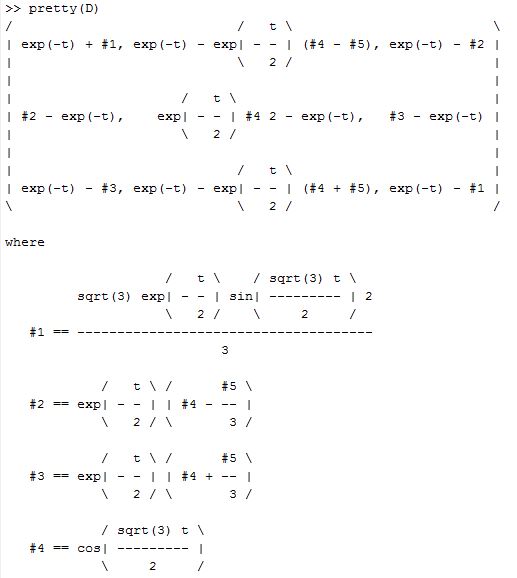 >> pretty(D)
/                            /   t \                          \
| exp(-t) + #1, exp(-t) - exp| - - | (#4 - #5), exp(-t) - #2 |
|                            \   2 /                          |
|                                                             |
|                     /   t \                                 |
| #2 - exp(-t),    exp| - - | #4 2 - exp(-t),   #3 - exp(-t) |
|                     \   2 /                                 |
|                                                             |
|                            /   t \                          |
| exp(-t) - #3, exp(-t) - exp| - - | (#4 + #5), exp(-t) - #1 |
\                            \   2 /                          /
where
                    /   t \    / sqrt(3) t \
         sqrt(3) exp| - - | sin| --------- | 2
                    \   2 /    \     2     /
   #1 == -------------------------------------
                           3
            /   t \ /      #5 \
   #2 == exp| - - | | #4 - -- |
            \   2 / \       3 /
            /   t \ /      #5 \
   #3 == exp| - - | | #4 + -- |
            \   2 / \       3 /
            / sqrt(3) t \
   #4 == cos| --------- |
            \     2     /